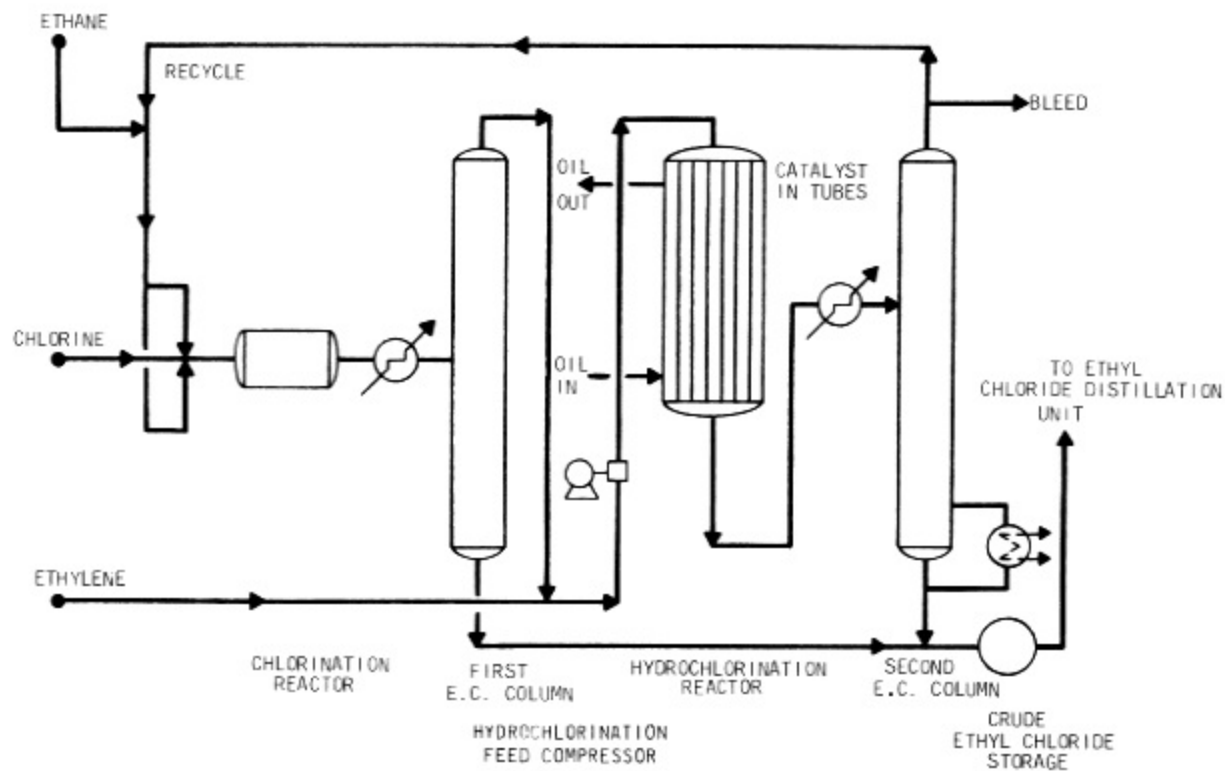 ETHANE
RECYCLE
BLEED
OIL
OUT
CATALYST
IN TUBES
CHLORINE
OIL
IN
TO ETHYL
CHLORIDE DISTILLATION
UNIT
ETHYLENE
CHLORINATION
REACTOR
FIRST
E.C. COLUMN
HYDROCHLORINATION
REACTOR
SECOND
E.C. COLUMN
HYDROCHLORINATION
FEED COMPRESSOR
CRUDE
ETHYL CHLORIDE
STORAGE